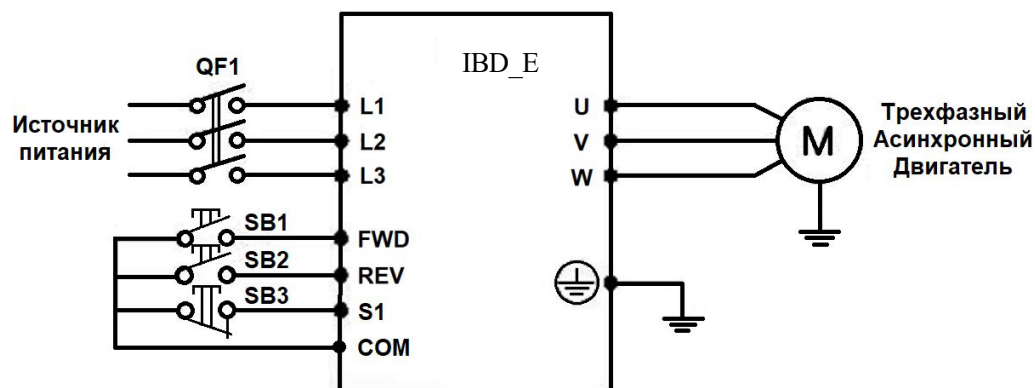 IBD_E
QF1
Источник
питания
L1
L2
L3
U
V
W
M
Трехфазный
Асинхронный
Двигатель
SB1
FWD
SB2
REV
SB3
S1
COM